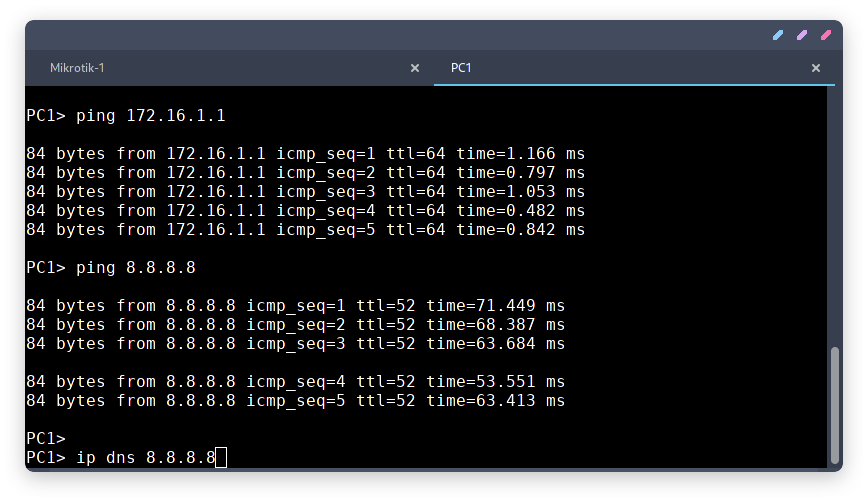 Mikrotik-1
PC1
PC1> ping 172.16.1.1
84 bytes from 172.16.1.1 icmp_seq=1 ttl=64 time=1.166 ms
84 bytes from 172.16.1.1 icmp_seq=2 ttl=64 time=0.797 ms
84 bytes from 172.16.1.1 icmp_seq=3 ttl=64 time=1.053 ms
84 bytes from 172.16.1.1 icmp_seq=4 ttl=64 time=0.482 ms
84 bytes from 172.16.1.1 icmp_seq=5 ttl=64 time=0.842 ms
PC1> ping 8.8.8.8
84 bytes from 8.8.8.8 icmp_seq=1 ttl=52 time=71.449 ms
84 bytes from 8.8.8.8 icmp_seq=2 ttl=52 time=68.387 ms
84 bytes from 8.8.8.8 icmp_seq=3 ttl=52 time=63.684 ms
84 bytes from 8.8.8.8 icmp_seq=4 ttl=52 time=53.551 ms
84 bytes from 8.8.8.8 icmp_seq=5 ttl=52 time=63.413 ms
PC1>
PC1> ip dns 8.8.8.8